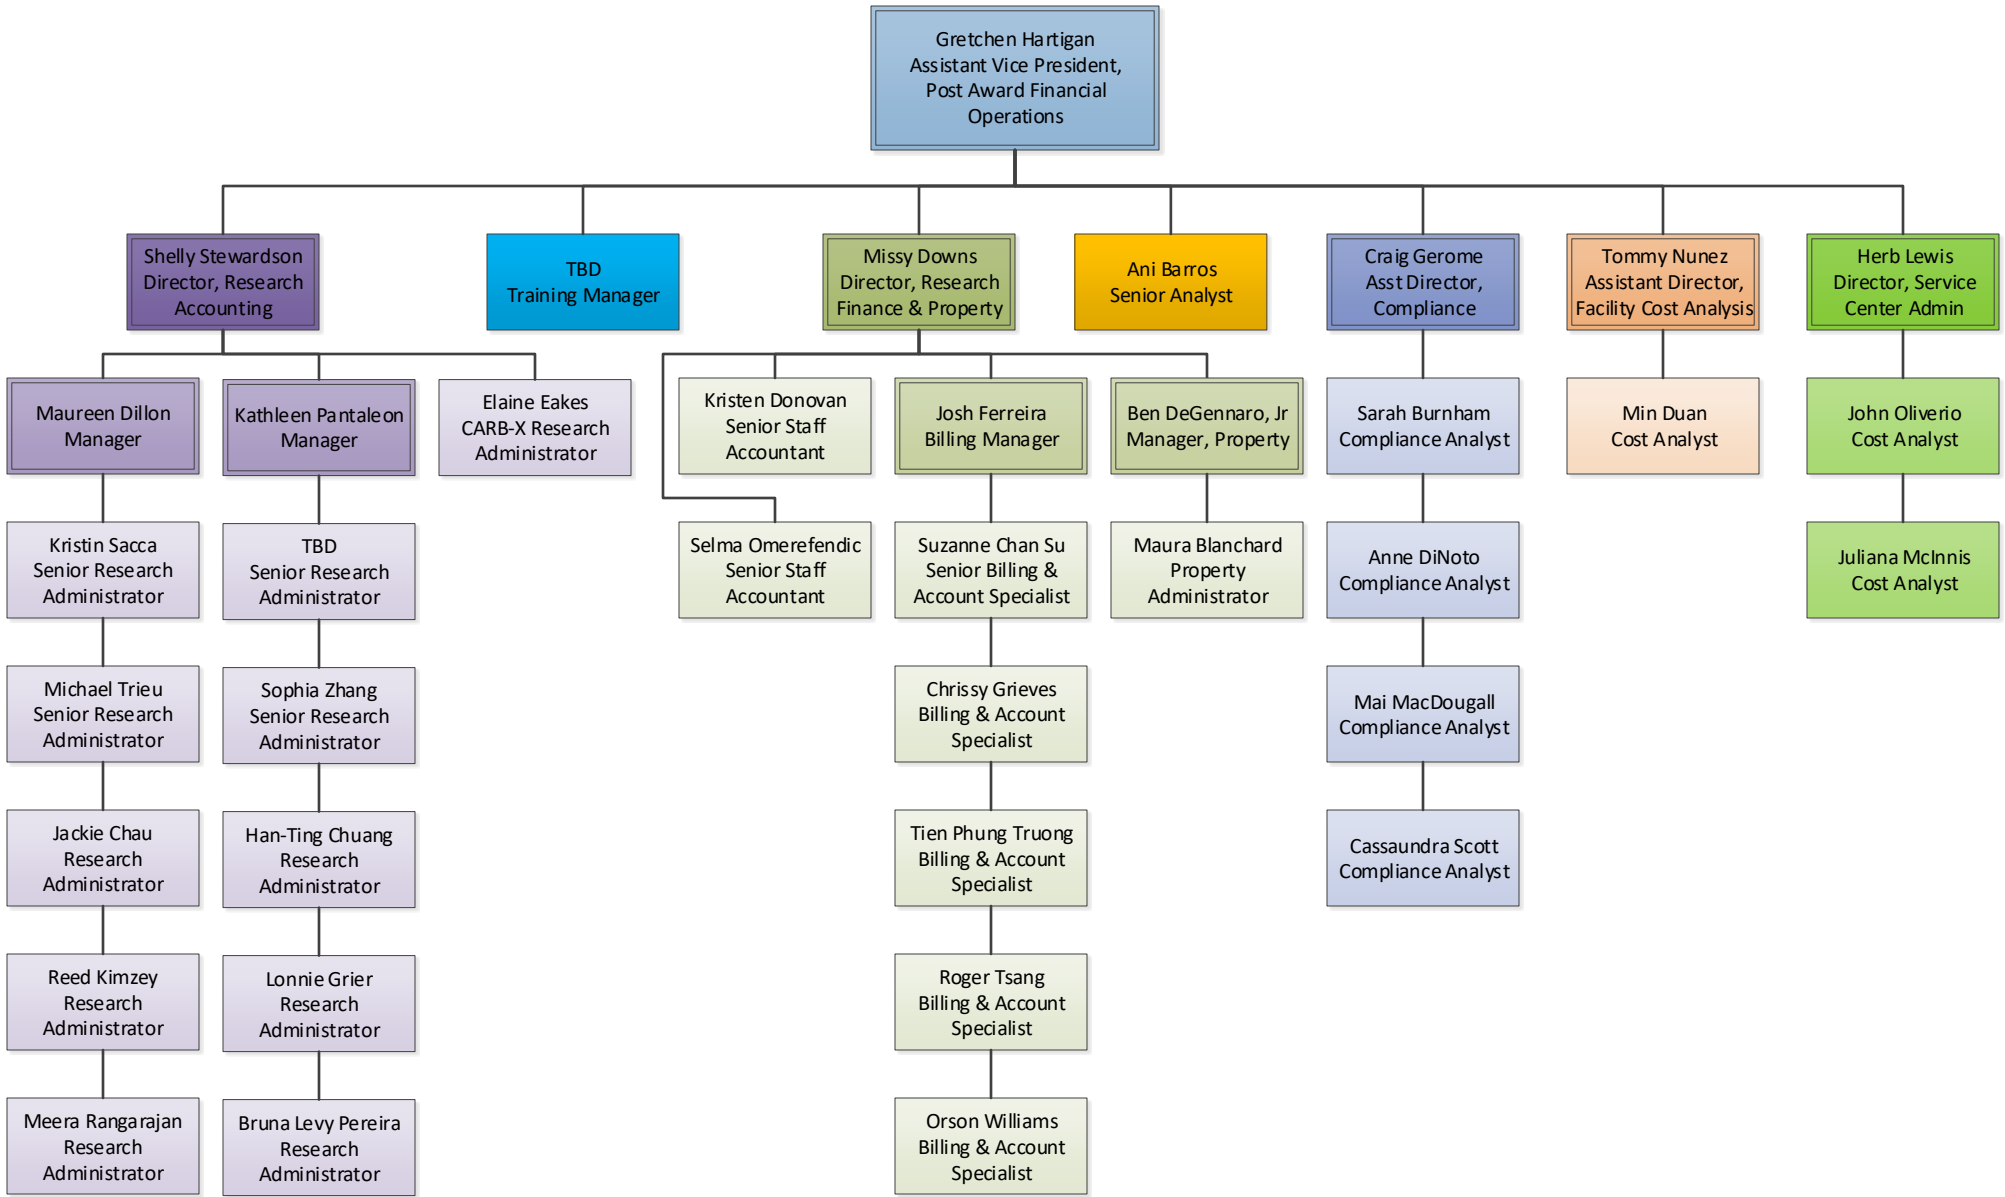 Gretchen Hartigan
Assistant Vice President,
Post Award Financial
Operations
Shelly Stewardson
Director, Research
Accounting
TBD
Training Manager
Missy Downs
Director, Research
Finance & Property
Ani Barros
Senior Analyst
Craig Gerome
Asst Director,
Compliance
Tommy Nunez
Assistant Director,
Facility Cost Analysis
Herb Lewis
Director, Service
Center Admin
Maureen Dillon
Manager
Kathleen Pantaleon
Manager
Elaine Eakes
CARB-X Research
Administrator
Kristen Donovan
Senior Staff
Accountant
Josh Ferreira
Billing Manager
Ben DeGennaro, Jr
Manager, Property
Sarah Burnham
Compliance Analyst
Min Duan
Cost Analyst
John Oliverio
Cost Analyst
Kristin Sacca
Senior Research
Administrator
TBD
Senior Research
Administrator
Selma Omerefendic
Senior Staff
Accountant
Suzanne Chan Su
Senior Billing &
Account Specialist
Maura Blanchard
Property
Administrator
Anne DiNoto
Compliance Analyst
Juliana McInnis
Cost Analyst
Michael Trieu
Senior Research
Administrator
Sophia Zhang
Senior Research
Administrator
Chrissy Grieves
Billing & Account
Specialist
Mai MacDougall
Compliance Analyst
Jackie Chau
Research
Administrator
Han-Ting Chuang
Research
Administrator
Tien Phung Truong
Billing & Account
Specialist
Cassaundra Scott
Compliance Analyst
Reed Kimzey
Research
Administrator
Lonnie Grier
Research
Administrator
Roger Tsang
Billing & Account
Specialist
Meera Rangarajan
Research
Administrator
Bruna Levy Pereira
Research
Administrator
Orson Williams
Billing & Account
Specialist